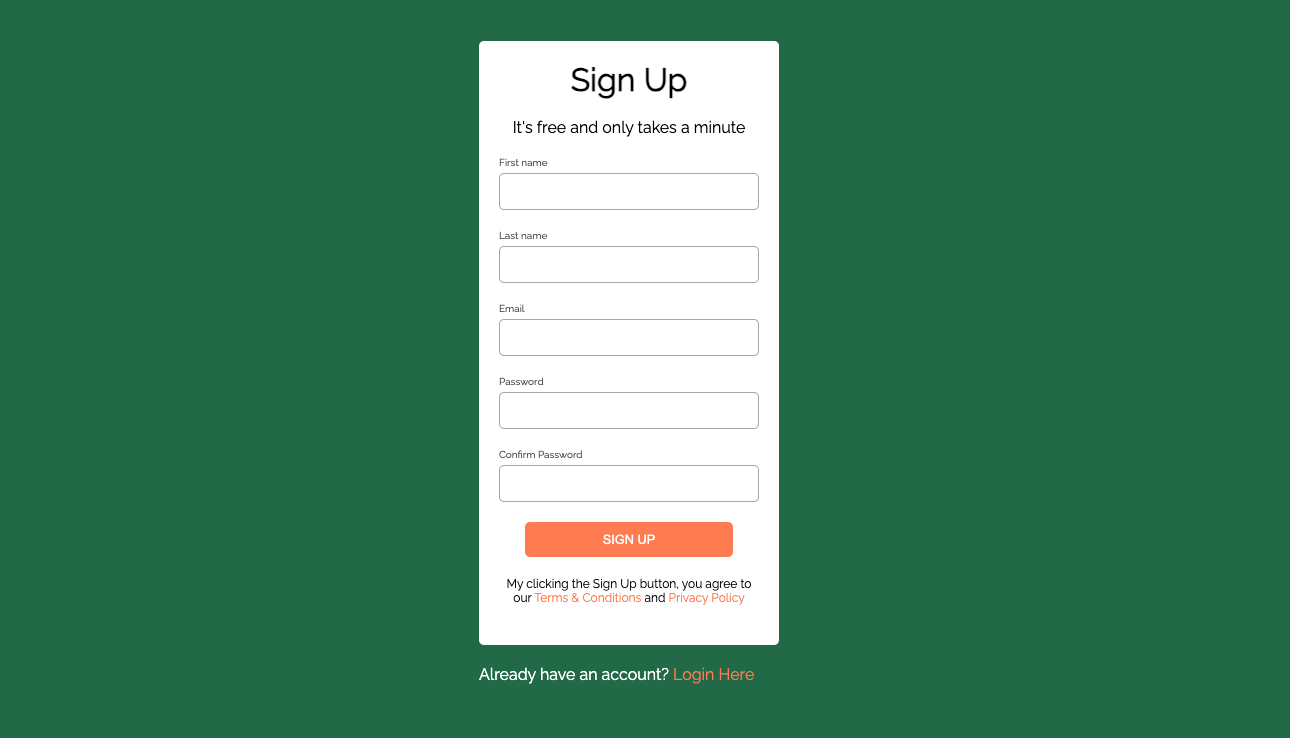 Sign Up
It's free and only takes a minute
First name
Last name
Email
Password
Confirm Password
SIGN UP
My clicking the Sign Up button, you agree to
our Terms & Conditions and Privacy Policy
Already have an account? Login Here